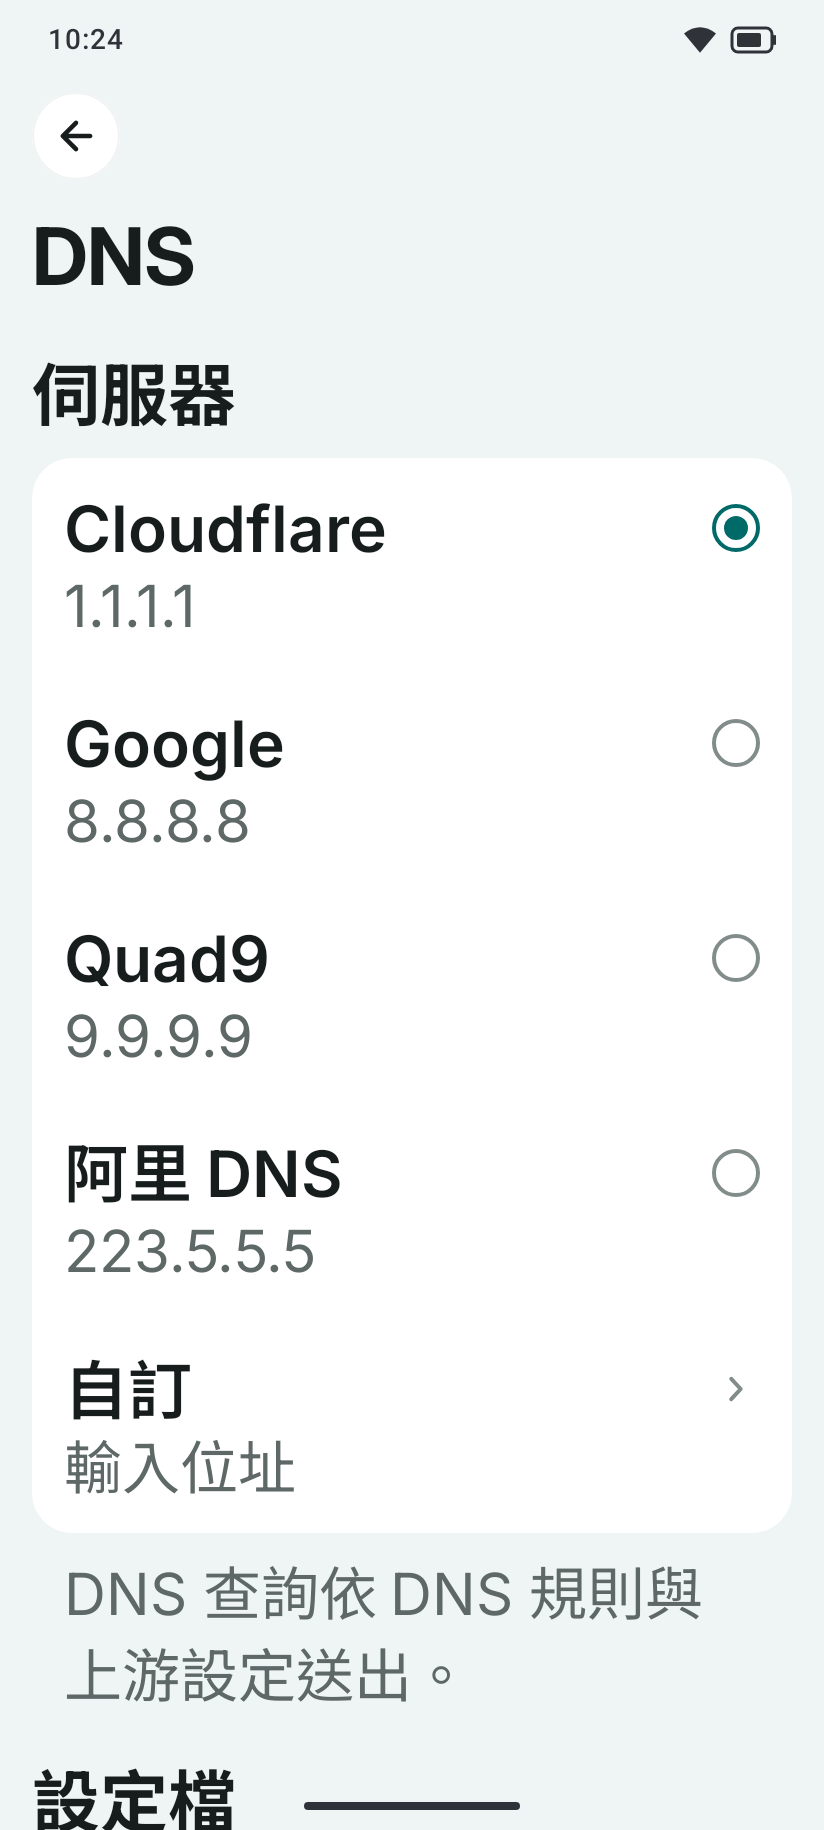 10:24
DNS
伺服器
Cloudflare
1.1.1.1
Google
8.8.8.8
Quad9
9.9.9.9
阿里 DNS
223.5.5.5
自訂
輸入位址
DNS 查詢依 DNS 規則與
上游設定送出。
設定檔